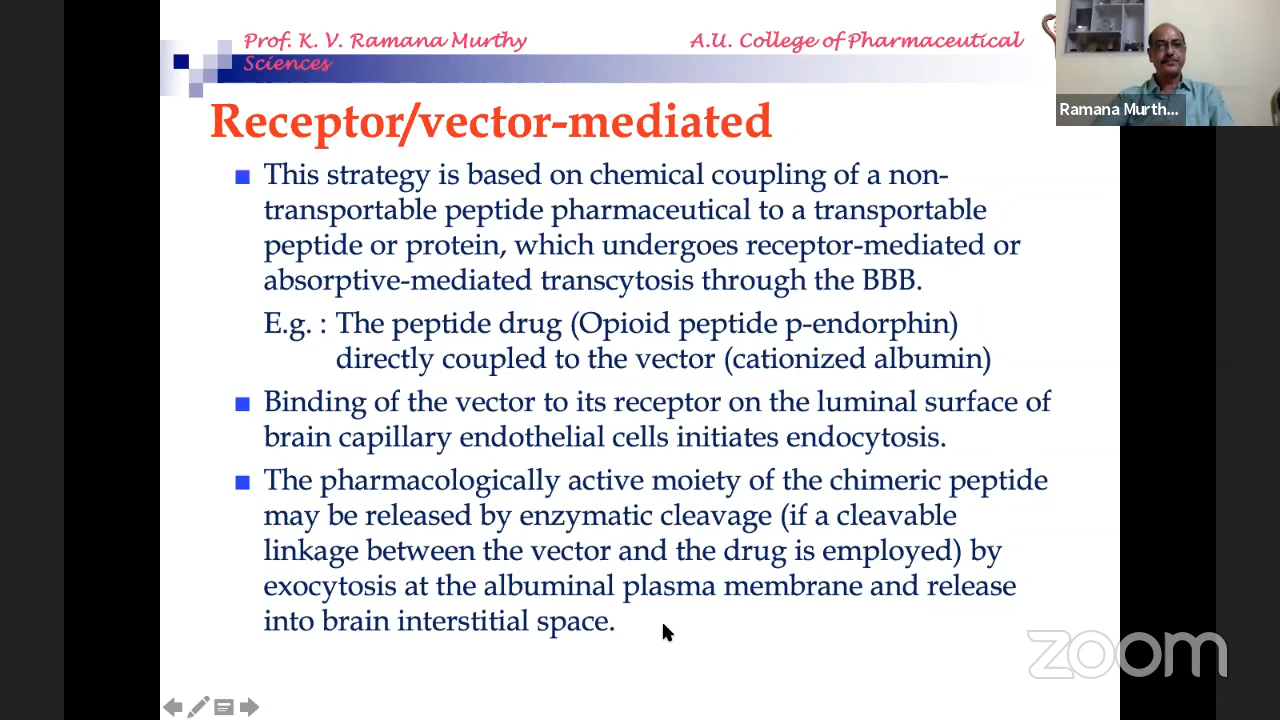 Prof. K. V. Ramana Murthy A.U. College of Pharmaceutical
Sciences
Ramana Murth...
Receptor/vector-mediated
This strategy is based on chemical coupling of a non-
transportable peptide pharmaceutical to a transportable
peptide or protein, which undergoes receptor-mediated or
absorptive-mediated transcytosis through the BBB.
E.g. : The peptide drug (Opioid peptide p-endorphin)
directly coupled to the vector (cationized albumin)
Binding of the vector to its receptor on the luminal surface of
brain capillary endothelial cells initiates endocytosis.
The pharmacologically active moiety of the chimeric peptide
may be released by enzymatic cleavage (if a cleavable
linkage between the vector and the drug is employed) by
exocytosis at the albuminal plasma membrane and release
into brain interstitial space.
zoom